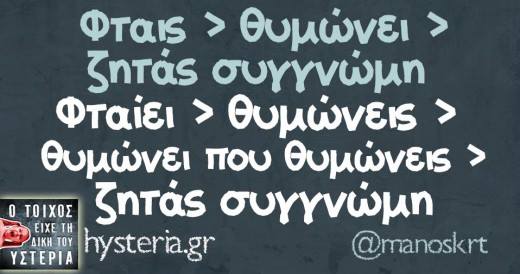 Φταις > θυμώνει >
ζητάς συγγνώμη
Φταίει > θυμώνεις >
θυμώνει που θυμώνεις >
ζητάς συγγνώμη
Ο ΤΟΙΧΟΣ
ΕΙΧΕ ΤΗ
ΔΙΚΗ ΤΟΥ
ΥΣΤΕΡΙΑ
hysteria.gr
@manoskrt